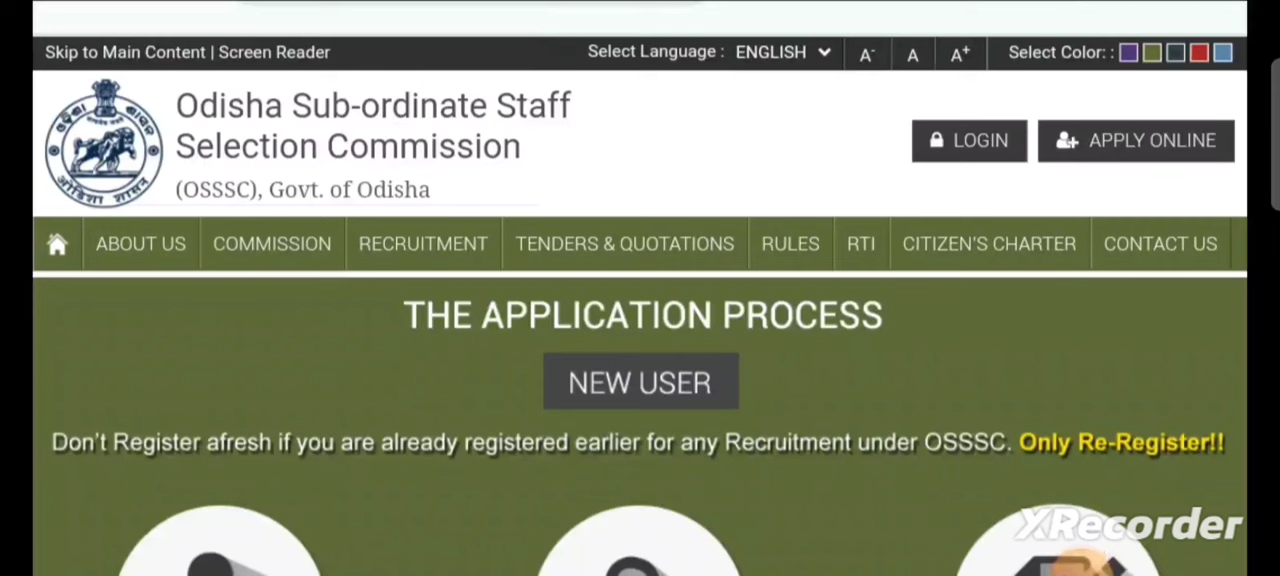 Skip to Main Content | Screen Reader
Select Language : ENGLISH
A-
A
A+
Select Color: :
Odisha Sub-ordinate Staff
Selection Commission
(OSSSC), Govt. of Odisha
LOGIN
APPLY ONLINE
ABOUT US
COMMISSION
RECRUITMENT
TENDERS & QUOTATIONS
RULES
RTI
CITIZEN'S CHARTER
CONTACT US
THE APPLICATION PROCESS
NEW USER
Don't Register afresh if you are already registered earlier for any Recruitment under OSSSC. Only Re-Register!!
XRecorder